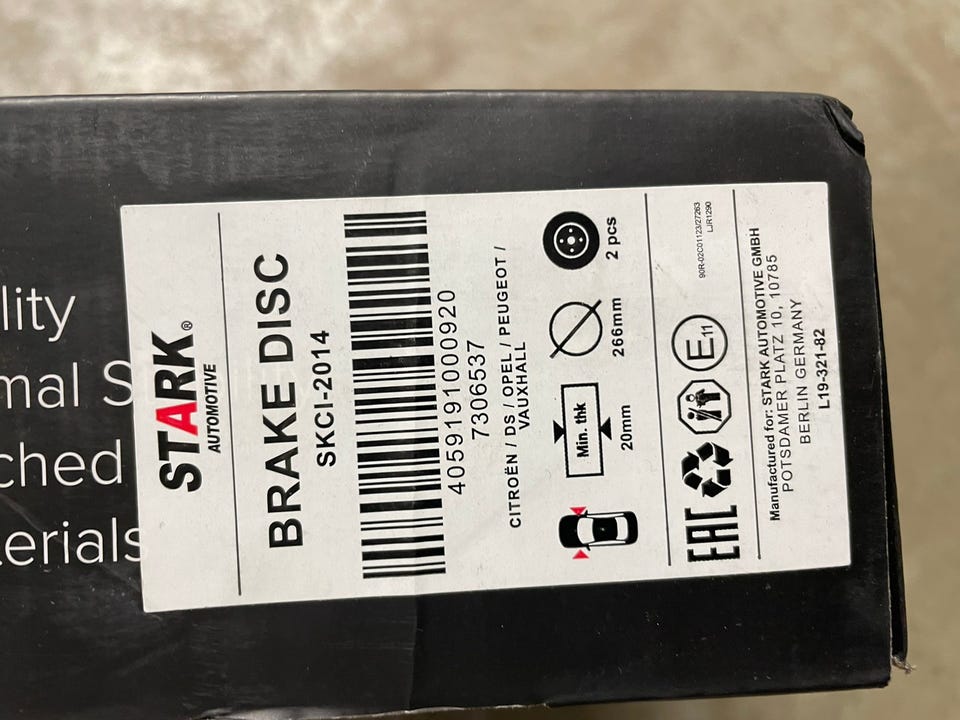 lity
mal S
ched
erials
STARK®
AUTOMOTIVE
BRAKE DISC
SKCI-2014
4059191000920
7306537
CITROËN / DS / OPEL / PEUGEOT /
VAUXHALL
Min. thk
20mm
266mm
2 pcs
EAC
E11
90R-02C01123/27263
LJR1290
Manufactured for: STARK AUTOMOTIVE GMBH
POTSDAMER PLATZ 10, 10785
BERLIN GERMANY
L19-321-82